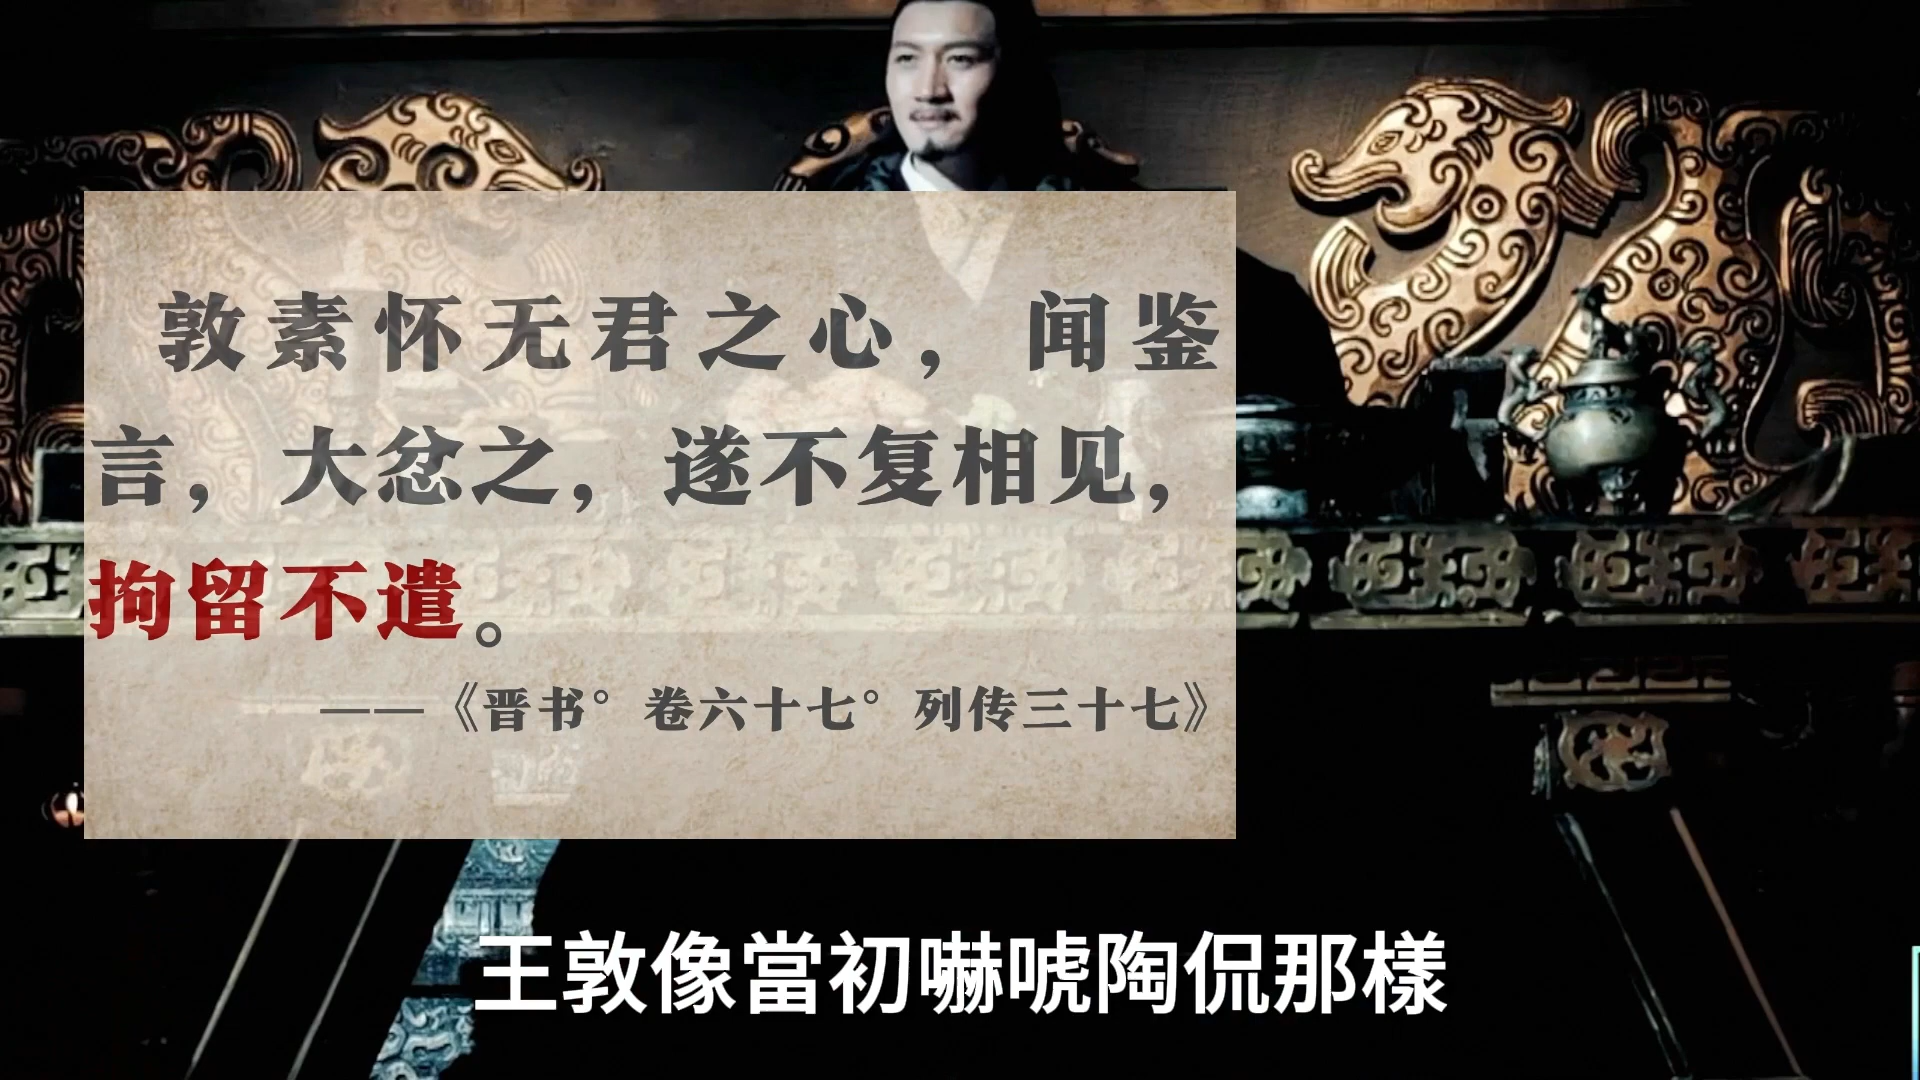 敦素怀无君之心，闻鉴
言，大忿之，遂不复相见，
拘留不遣。
——《晋书°卷六十七°列传三十七》
王敦像當初嚇唬陶侃那樣